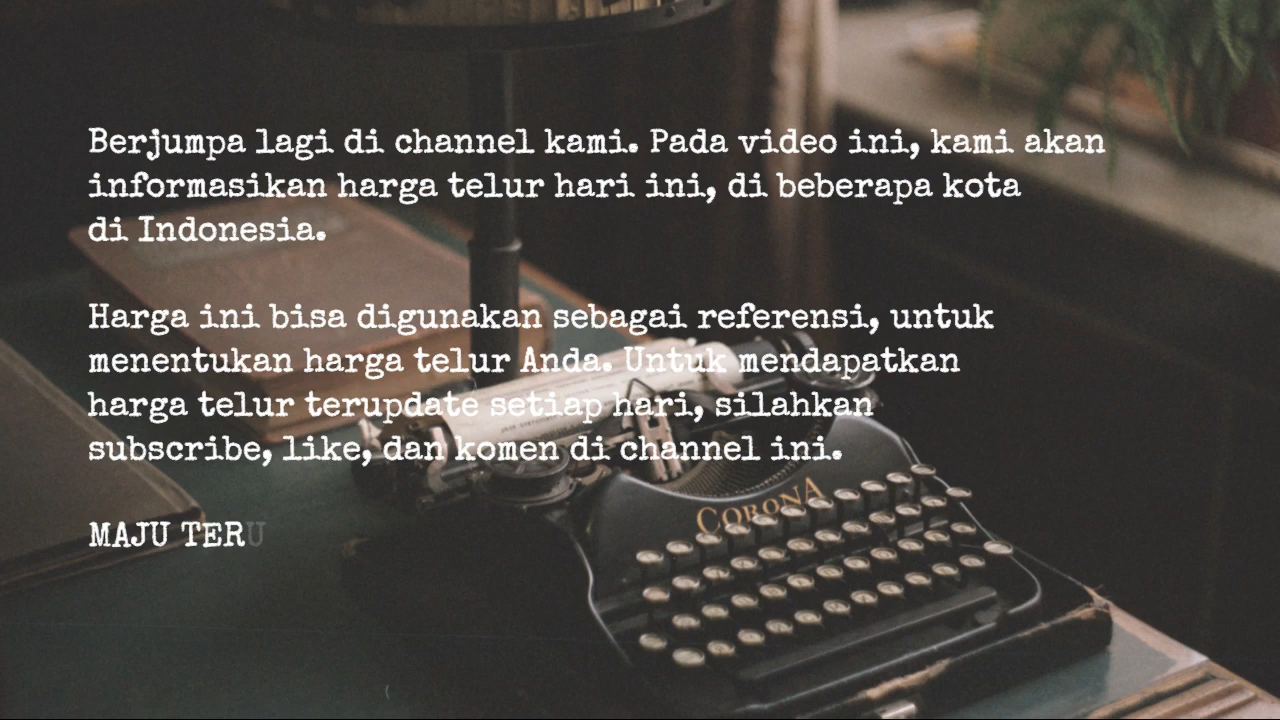 Berjumpa lagi di channel kami. Pada video ini, kami akan
informasikan harga telur hari ini, di beberapa kota
di Indonesia.
Harga ini bisa digunakan sebagai referensi, untuk
menentukan harga telur Anda. Untuk mendapatkan
harga telur terupdate setiap hari, silahkan
subscribe, like, dan komen di channel ini.
MAJU TERU
CORONA